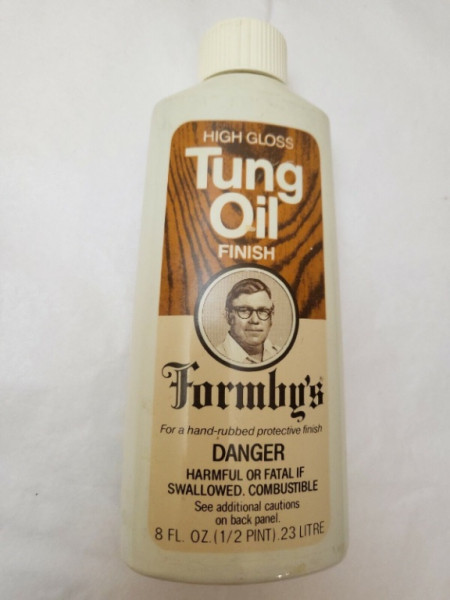 HIGH GLOSS
Tung
Oil
FINISH
Formby's
For a hand-rubbed protective finish
DANGER
HARMFUL OR FATAL IF
SWALLOWED. COMBUSTIBLE
See additional cautions
on back panel.
8 FL. OZ. (1/2 PINT) .23 LITRE